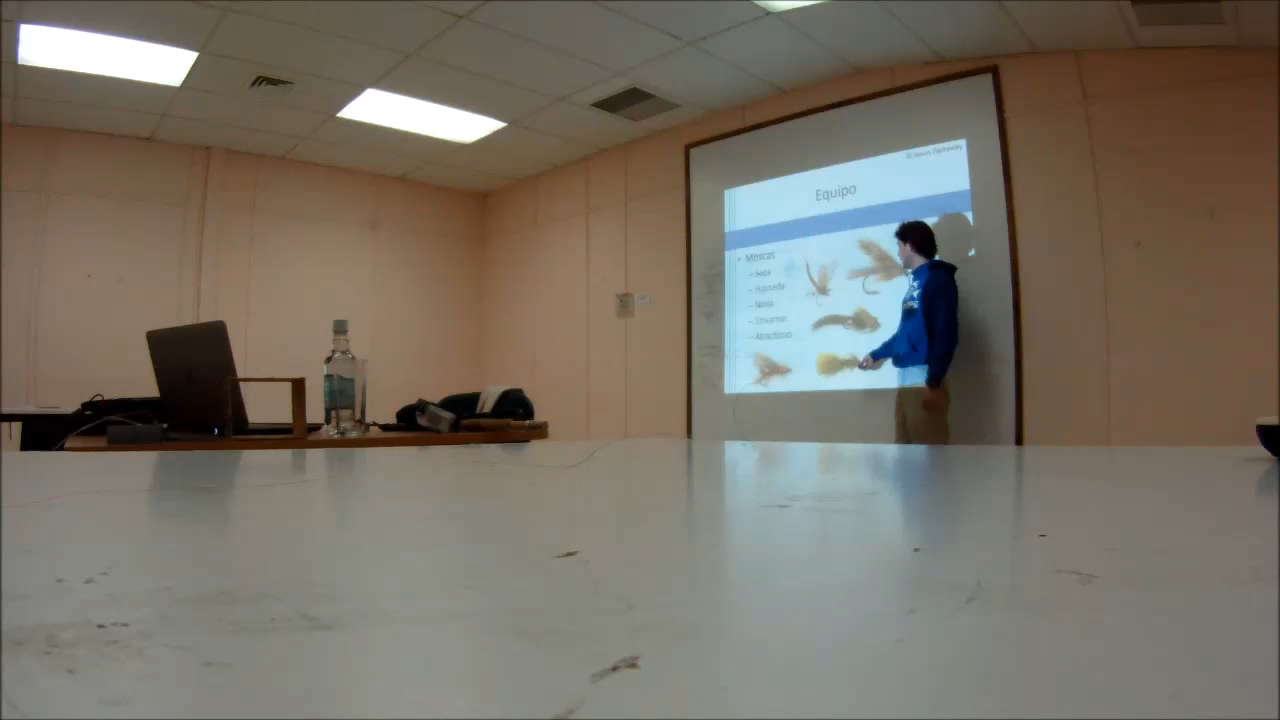 Equipo
• Moscas
– Seca
– Húmeda
– Ninfa
– Streamer
– Atractoras